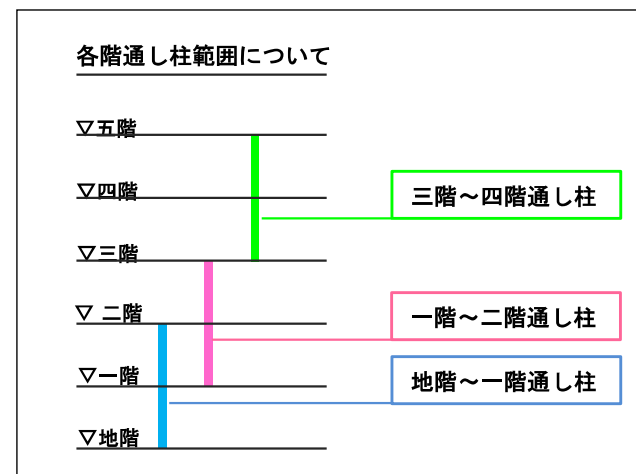 各階通し柱範囲について
▽五階
▽四階
三階～四階通し柱
▽三階
▽ 二階
一階～二階通し柱
▽一階
地階～一階通し柱
▽地階